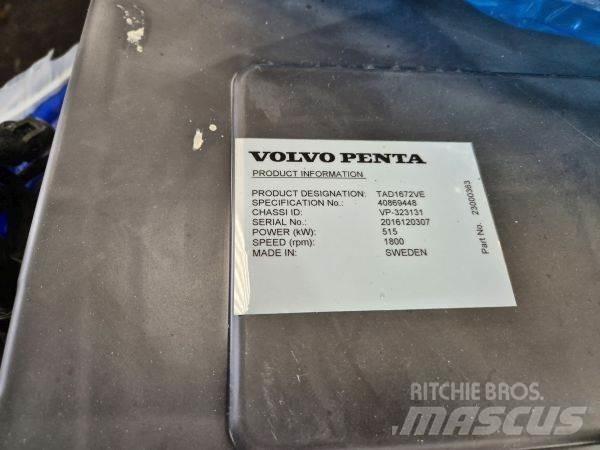 VOLVO PENTA
PRODUCT INFORMATION
PRODUCT DESIGNATION: TAD1672VE
SPECIFICATION No.: 40869448
CHASSI ID: VP-323131
SERIAL No.: 2016120307
POWER (kW): 515
SPEED (rpm): 1800
MADE IN: SWEDEN
Part No. 23000363
RITCHIE BROS.
MASCUS